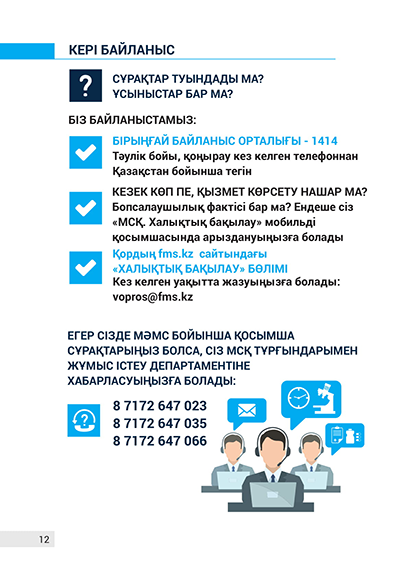 КЕРІ БАЙЛАНЫС
СҰРАҚТАР ТУЫНДАДЫ МА?
ҰСЫНЫСТАР БАР МА?
БІЗ БАЙЛАНЫСТАМЫЗ:
БІРЫҢҒАЙ БАЙЛАНЫС ОРТАЛЫҒЫ - 1414
Тәулік бойы, қоңырау кез келген телефоннан
Қазақстан бойынша тегін
КЕЗЕК КӨП ПЕ, ҚЫЗМЕТ КӨРСЕТУ НАШАР МА?
Бопсалаушылық фактісі бар ма? Ендеше сіз
«МСҚ. Халықтық бақылау» мобильді
қосымшасында арыздануыңызға болады
Қордың fms.kz сайтындағы
«ХАЛЫҚТЫҚ БАҚЫЛАУ» БӨЛІМІ
Кез келген уақытта жазуыңызға болады:
vopros@fms.kz
ЕГЕР СІЗДЕ МӘМС БОЙЫНША ҚОСЫМША
СҰРАҚТАРЫҢЫЗ БОЛСА, СІЗ МСҚ ТҰРҒЫНДАРЫМЕН
ЖҰМЫС ІСТЕУ ДЕПАРТАМЕНТІНЕ
ХАБАРЛАСУЫҢЫЗҒА БОЛАДЫ:
8 7172 647 023
8 7172 647 035
8 7172 647 066
12